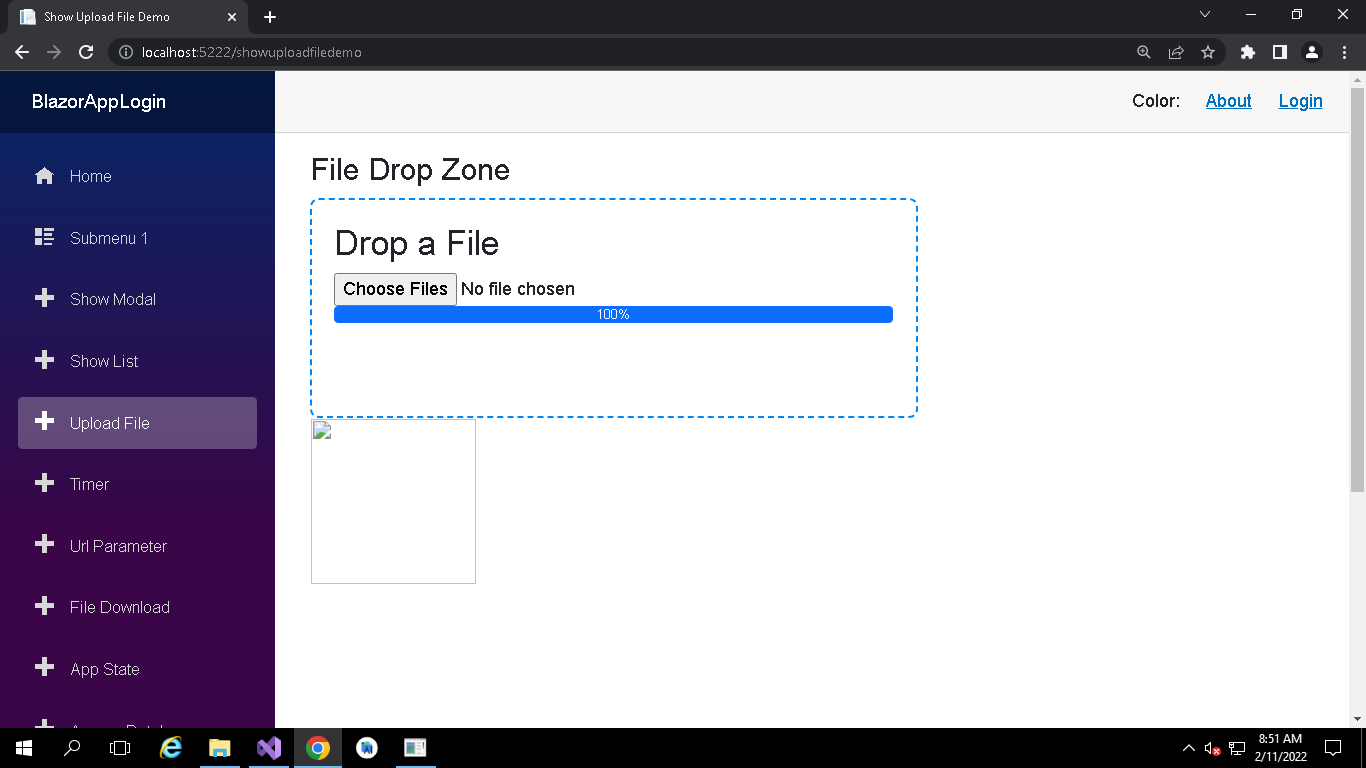 Show Upload File Demo
localhost:5222/showuploadfiledemo
BlazorAppLogin
Color: About Login
Home
Submenu 1
Show Modal
Show List
Upload File
Timer
Url Parameter
File Download
App State
File Drop Zone
Drop a File
Choose Files No file chosen
100%
8:51 AM
2/11/2022